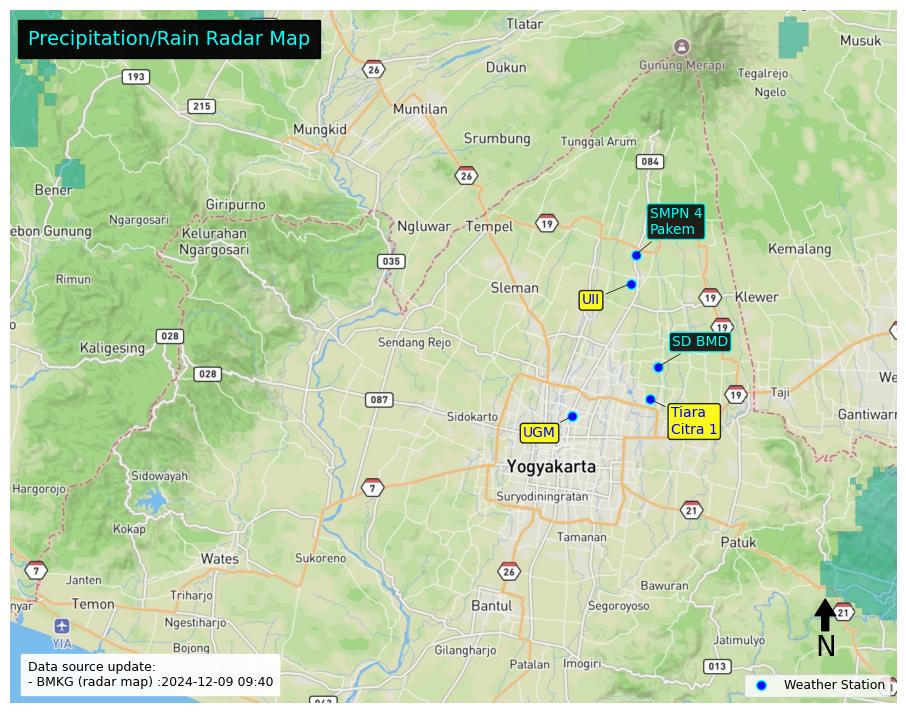 Precipitation/Rain Radar Map
Tlatar
Musuk
26
193
Dukun
Gunung Merapi
Tegalrejo
Ngelo
215
Muntilan
Mungkid
Srumbung
Tunggal Arum
084
26
Bener
Giripurno
Ngargosari
Kelurahan
Ngargosari
ebon Gunung
Ngluwar
Tempel
19
SMPN 4
Pakem
Kemalang
035
Rimun
Sleman
UII
19
Klewer
19
028
Kaligesing
Sendang Rejo
SD BMD
We
028
087
19
Taji
Sidokarto
Tiara
Citra 1
Gantiwarn
UGM
Yogyakarta
Sidowayah
Hargorojo
7
Suryodiningratan
21
Kokap
Tamanan
Patuk
Wates
Sukoreno
7
Janten
26
Bawuran
Triharjo
nyar
Temon
Bantul
Segoroyoso
21
Ngestiharjo
YIA
Bojong
Gilangharjo
Jatimulyo
N
Patalan
Imogiri
013
Data source update:
- BMKG (radar map) :2024-12-09 09:40
Weather Station